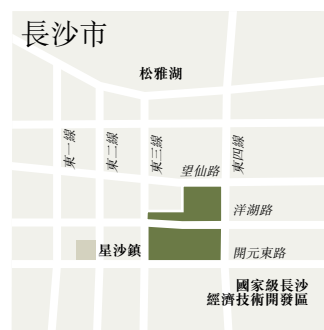 長沙市
松雅湖
東一線
東二線
東三線
東四線
望仙路
洋湖路
星沙鎮
開元東路
國家級長沙
經濟技術開發區